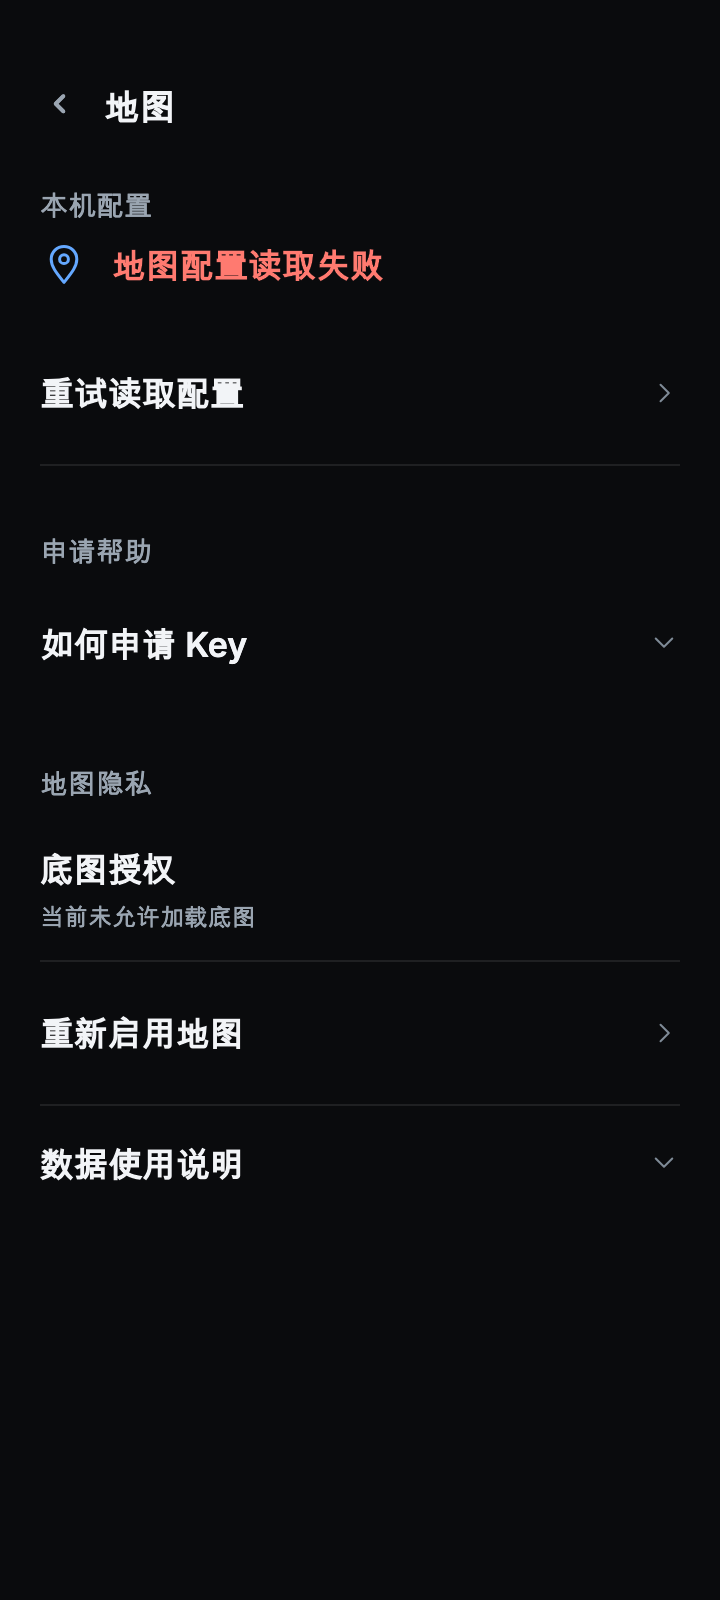 地图
本机配置
地图配置读取失败
重试读取配置
申请帮助
如何申请 Key
地图隐私
底图授权
当前未允许加载底图
重新启用地图
数据使用说明